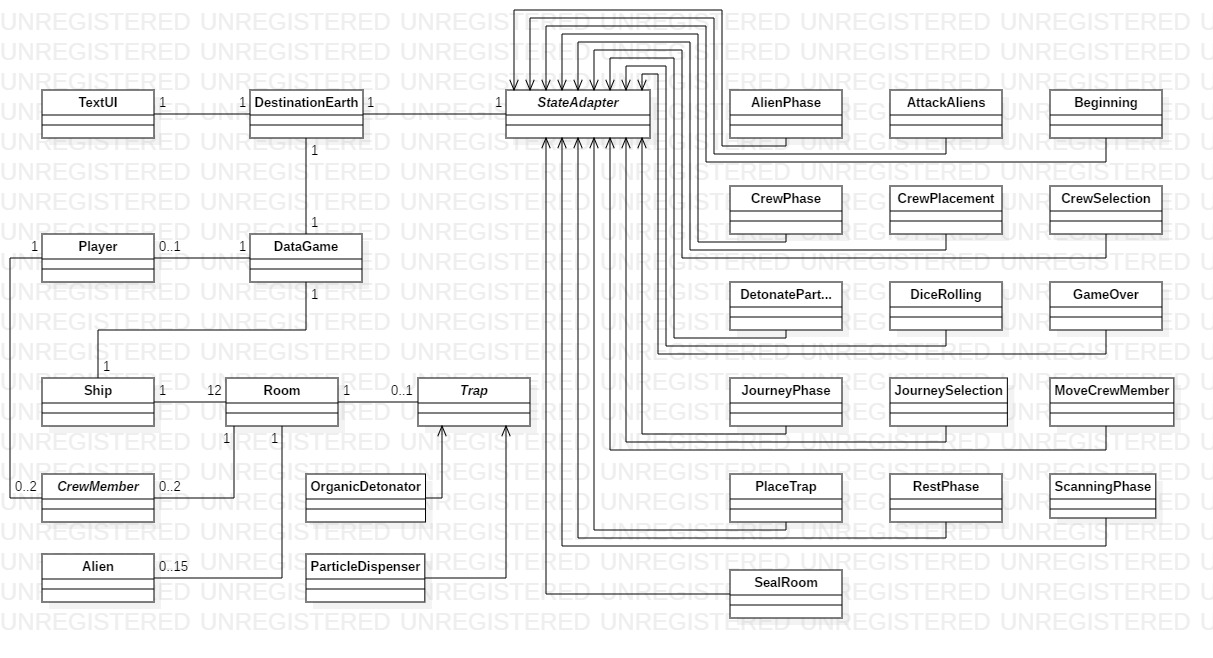 TextUI 1 1 DestinationEarth 1 1 StateAdapter AlienPhase AttackAliens Beginning
1
CrewPhase CrewPlacement CrewSelection
1
1 Player 0..1 1 DataGame
1 DetonatePart... DiceRolling GameOver
1
Ship 1 12 Room 1 0..1 Trap JourneyPhase JourneySelection MoveCrewMember
1 1
0..2 CrewMember 0..2 OrganicDetonator PlaceTrap RestPhase ScanningPhase
Alien 0..15 ParticleDispenser
SealRoom
UNREGISTERED UNREGISTERED UNREGISTERED UNREGISTERED UNREGISTERED UNREGISTERED